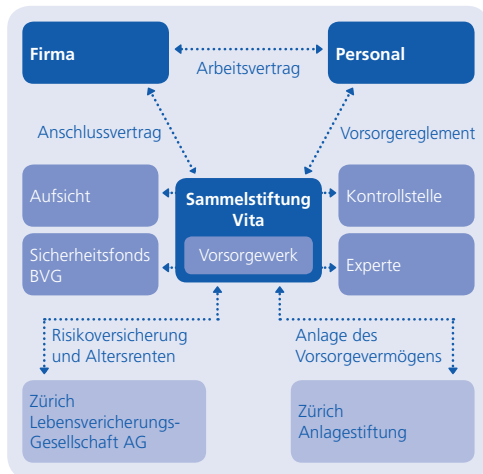 Firma
Personal
Arbeitsvertrag
Anschlussvertrag
Vorsorgereglement
Aufsicht
Sammelstiftung
Vita
Kontrollstelle
Sicherheitsfonds
BVG
Vorsorgewerk
Experte
Risikoversicherung
und Altersrenten
Anlage des
Vorsorgevermögens
Zürich
Lebensvericherungs-
Gesellschaft AG
Zürich
Anlagestiftung